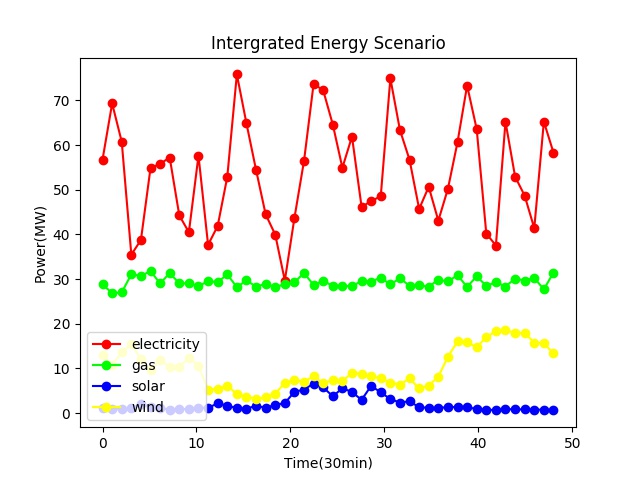 Intergrated Energy Scenario
Power(MW)
70
60
50
40
30
20
10
0
electricity
gas
solar
wind
0 10 20 30 40 50
Time(30min)